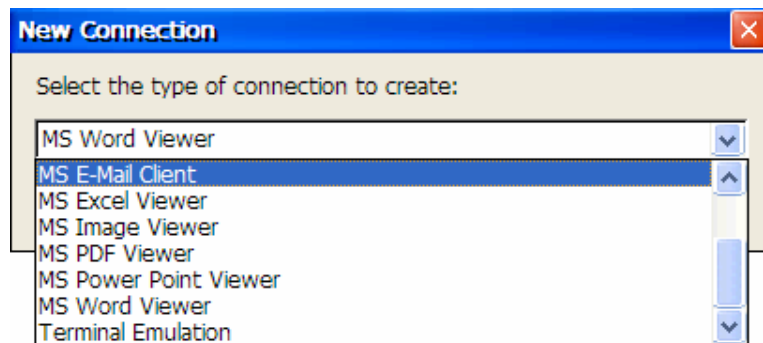 New Connection
Select the type of connection to create:
MS Word Viewer
MS E-Mail Client
MS Excel Viewer
MS Image Viewer
MS PDF Viewer
MS Power Point Viewer
MS Word Viewer
Terminal Emulation